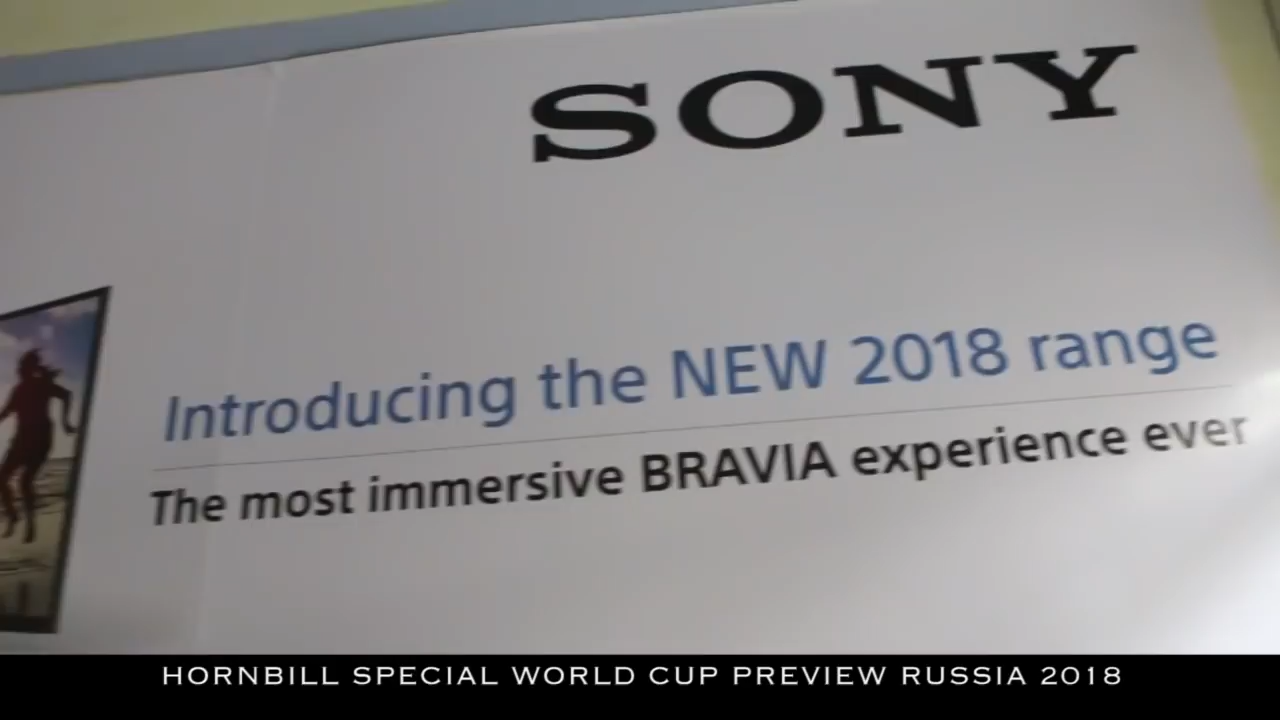 SONY
Introducing the NEW 2018 range
The most immersive BRAVIA experience ever
HORNBILL SPECIAL WORLD CUP PREVIEW RUSSIA 2018